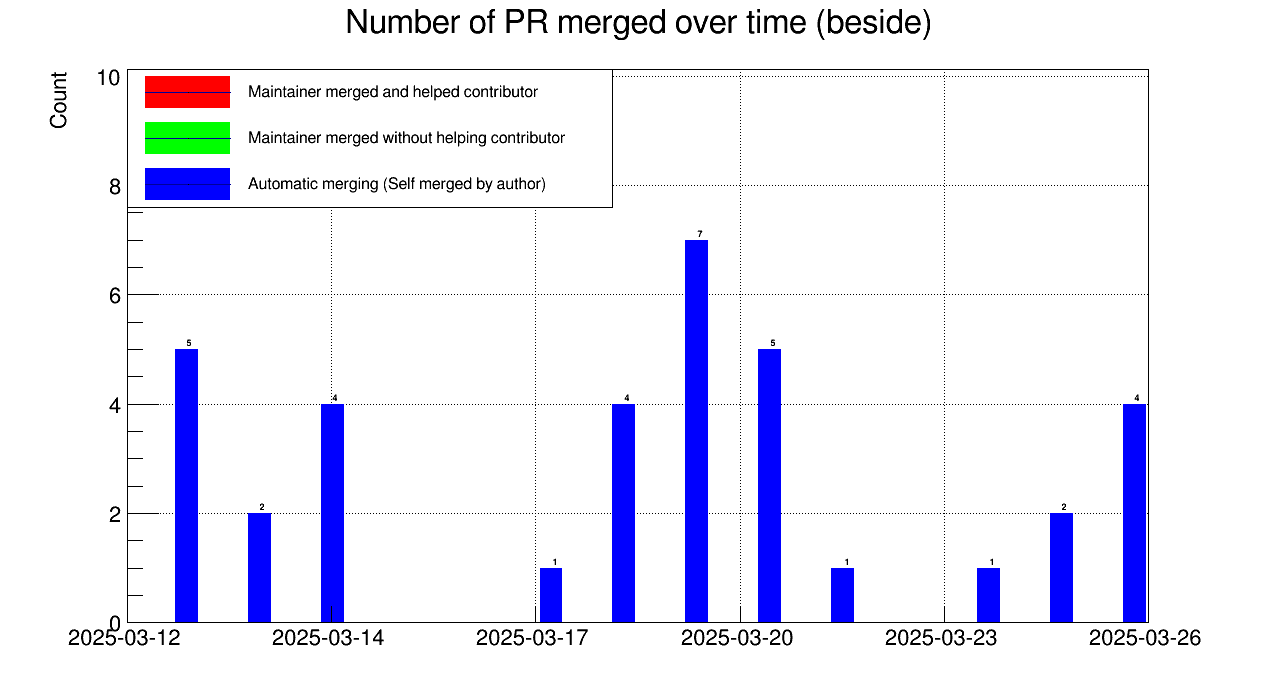 Number of PR merged over time (beside)
Count
10
8
6
4
2
0
Maintainer merged and helped contributor
Maintainer merged without helping contributor
Automatic merging (Self merged by author)
5
2
4
1
4
7
5
1
1
2
4
2025-03-12 2025-03-14 2025-03-17 2025-03-20 2025-03-23 2025-03-26